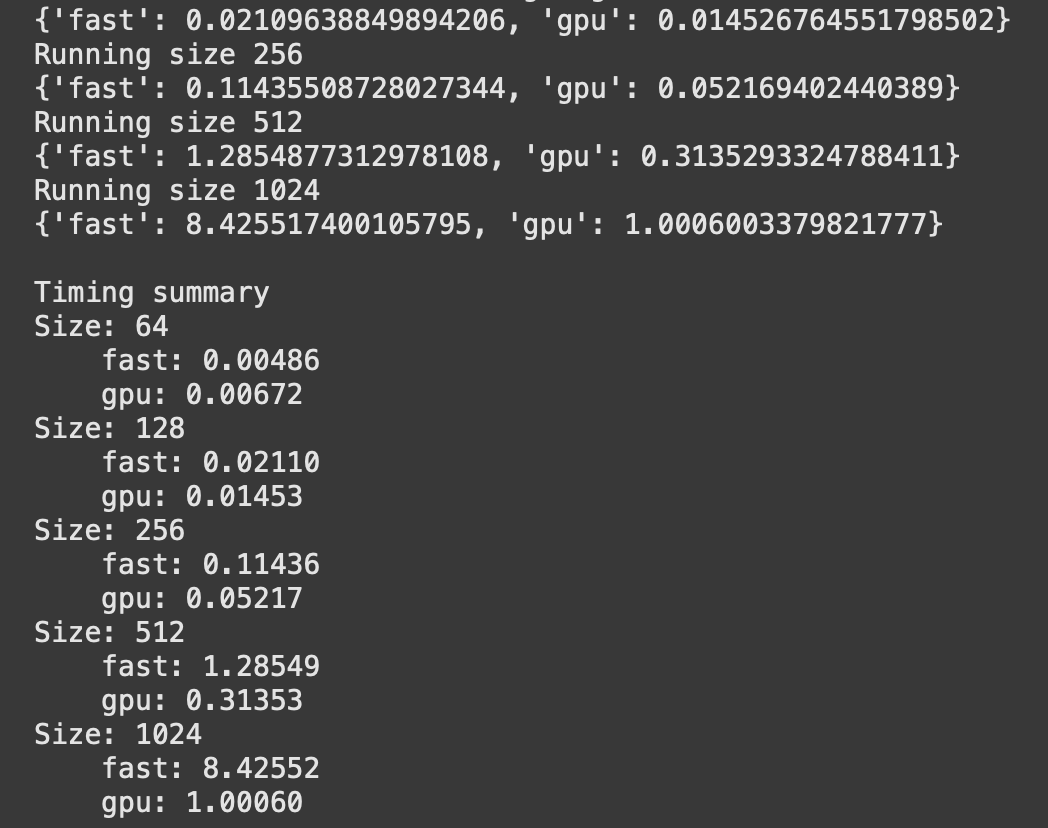 {'fast': 0.02109638849894206, 'gpu': 0.014526764551798502}
Running size 256
{'fast': 0.11435508728027344, 'gpu': 0.052169402440389}
Running size 512
{'fast': 1.2854877312978108, 'gpu': 0.3135293324788411}
Running size 1024
{'fast': 8.425517400105795, 'gpu': 1.0006003379821777}
Timing summary
Size: 64
fast: 0.00486
gpu: 0.00672
Size: 128
fast: 0.02110
gpu: 0.01453
Size: 256
fast: 0.11436
gpu: 0.05217
Size: 512
fast: 1.28549
gpu: 0.31353
Size: 1024
fast: 8.42552
gpu: 1.00060